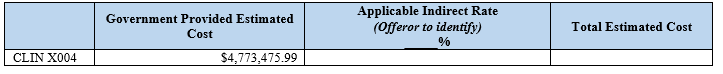 Government Provided Estimated
Cost
Applicable Indirect Rate
(Offeror to identify)
_____%
Total Estimated Cost
CLIN X004
$4,773,475.99